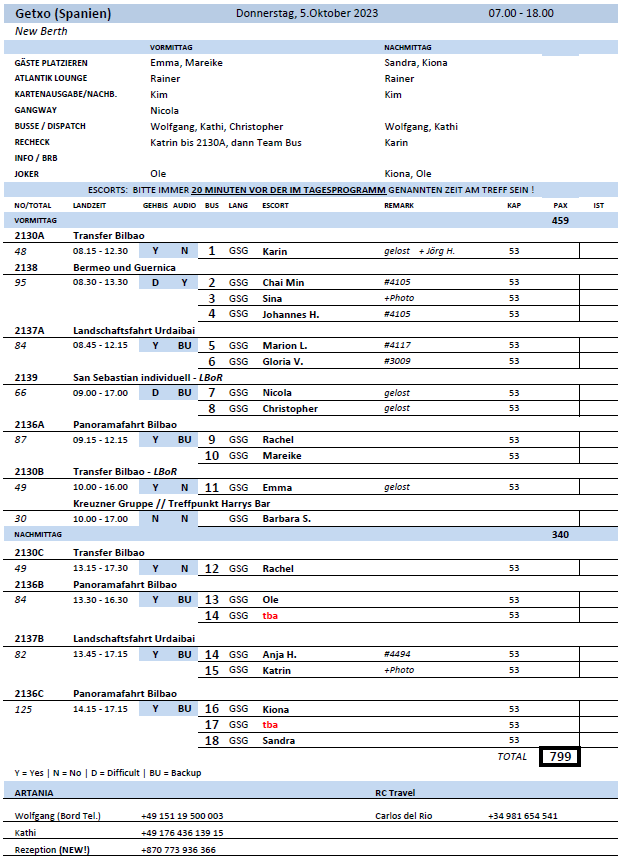 Getxo (Spanien) Donnerstag, 5.Oktober 2023 07.00 - 18.00
New Berth
VORMITTAG NACHMITTAG
GÄSTE PLATZIEREN Emma, Mareike Sandra, Kiona
ATLANTIK LOUNGE Rainer Rainer
KARTENAUSGABE/NACHB. Kim Kim
GANGWAY Nicola
BUSSE / DISPATCH Wolfgang, Kathi, Christopher Wolfgang, Kathi
RECHECK Katrin bis 2130A, dann Team Bus Karin
INFO / BRB
JOKER Ole Kiona, Ole
ESCORTS: BITTE IMMER 20 MINUTEN VOR DER IM TAGESPROGRAMM GENANNTEN ZEIT AM TREFF SEIN !
NO/TOTAL LANDZEIT GEHBIS AUDIO BUS LANG ESCORT REMARK KAP PAX IST
VORMITTAG 459
2130A Transfer Bilbao
48 08.15 - 12.30 Y N 1 GSG Karin gelost + Jörg H. 53
2138 Bermeo und Guernica
95 08.30 - 13.30 D Y 2 GSG Chai Min #4105 53
3 GSG Sina +Photo 53
4 GSG Johannes H. #4105 53
2137A Landschaftsfahrt Urdaibai
84 08.45 - 12.15 Y BU 5 GSG Marion L. #4117 53
6 GSG Gloria V. #3009 53
2139 San Sebastian individuell - LBoR
66 09.00 - 17.00 D BU 7 GSG Nicola gelost 53
8 GSG Christopher gelost 53
2136A Panoramafahrt Bilbao
87 09.15 - 12.15 Y BU 9 GSG Rachel 53
10 GSG Mareike 53
2130B Transfer Bilbao - LBoR
49 10.00 - 16.00 Y N 11 GSG Emma gelost 53
Kreuzner Gruppe // Treffpunkt Harrys Bar
30 10.00 - 17.00 N N GSG Barbara S.
NACHMITTAG 340
2130C Transfer Bilbao
49 13.15 - 17.30 Y N 12 GSG Rachel 53
2136B Panoramafahrt Bilbao
84 13.30 - 16.30 Y BU 13 GSG Ole 53
14 GSG tba 53
2137B Landschaftsfahrt Urdaibai
82 13.45 - 17.15 Y BU 14 GSG Anja H. #4494 53
15 GSG Katrin +Photo 53
2136C Panoramafahrt Bilbao
125 14.15 - 17.15 Y BU 16 GSG Kiona 53
17 GSG tba 53
18 GSG Sandra 53
TOTAL 799
Y = Yes | N = No | D = Difficult | BU = Backup
ARTANIA RC Travel
Wolfgang (Bord Tel.) +49 151 19 500 003 Carlos del Rio +34 981 654 541
Kathi +49 176 436 139 15
Rezeption (NEW!) +870 773 936 366